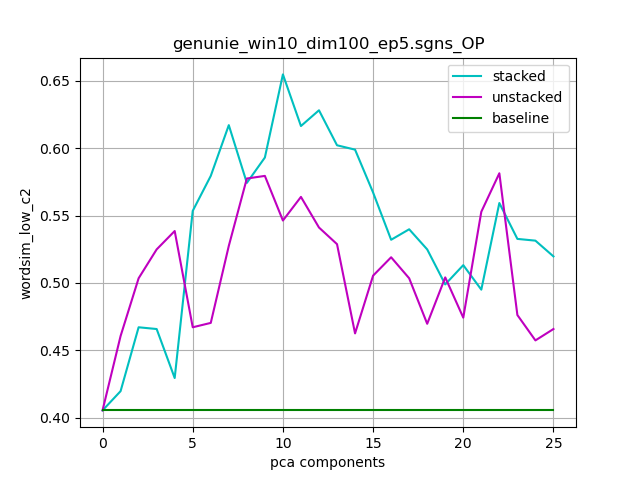 genunie_win10_dim100_ep5.sgns_OP
stacked
unstacked
baseline
wordsim_low_c2
0.65
0.60
0.55
0.50
0.45
0.40
0
5
10
15
20
25
pca components